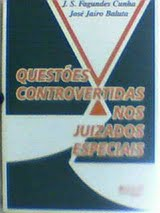 J. S. Fagundes Cunha
José Jairo Baluta
QUESTÕES
CONTROVERTIDAS
NOS
JUIZADOS
ESPECIAIS